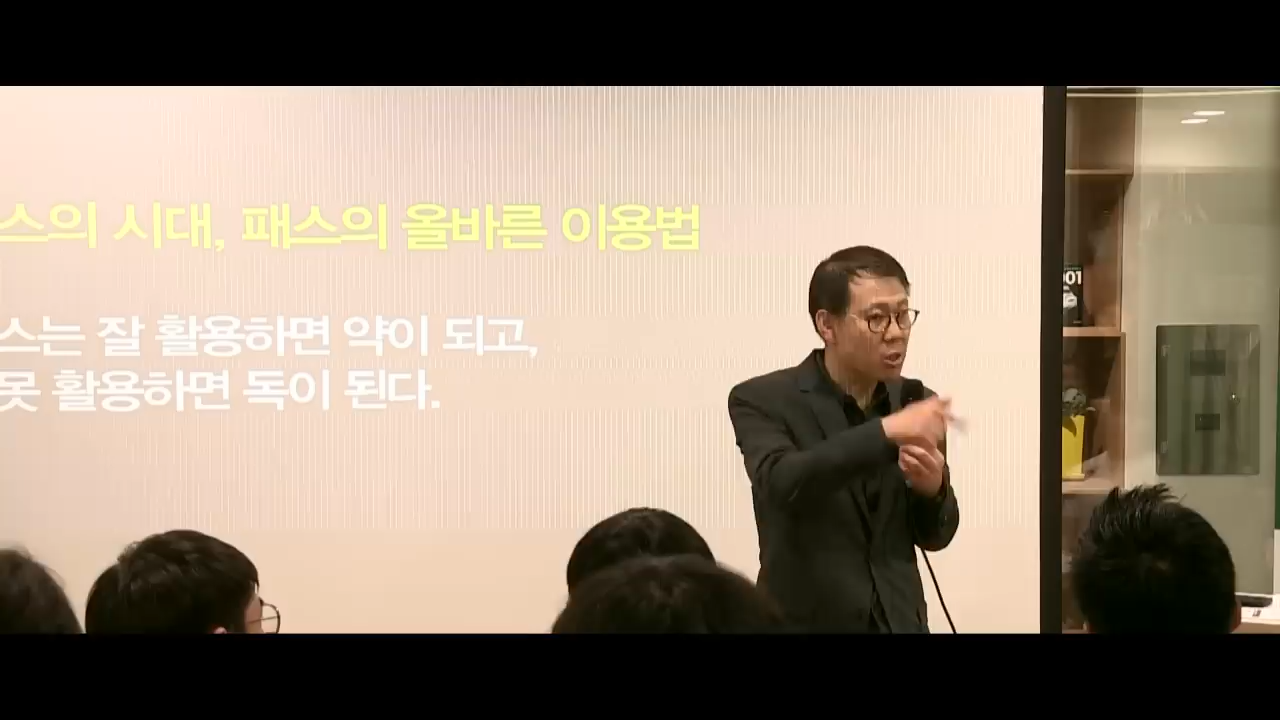 스의 시대, 패스의 올바른 이용법
스는 잘 활용하면 약이 되고,
못 활용하면 독이 된다.
001